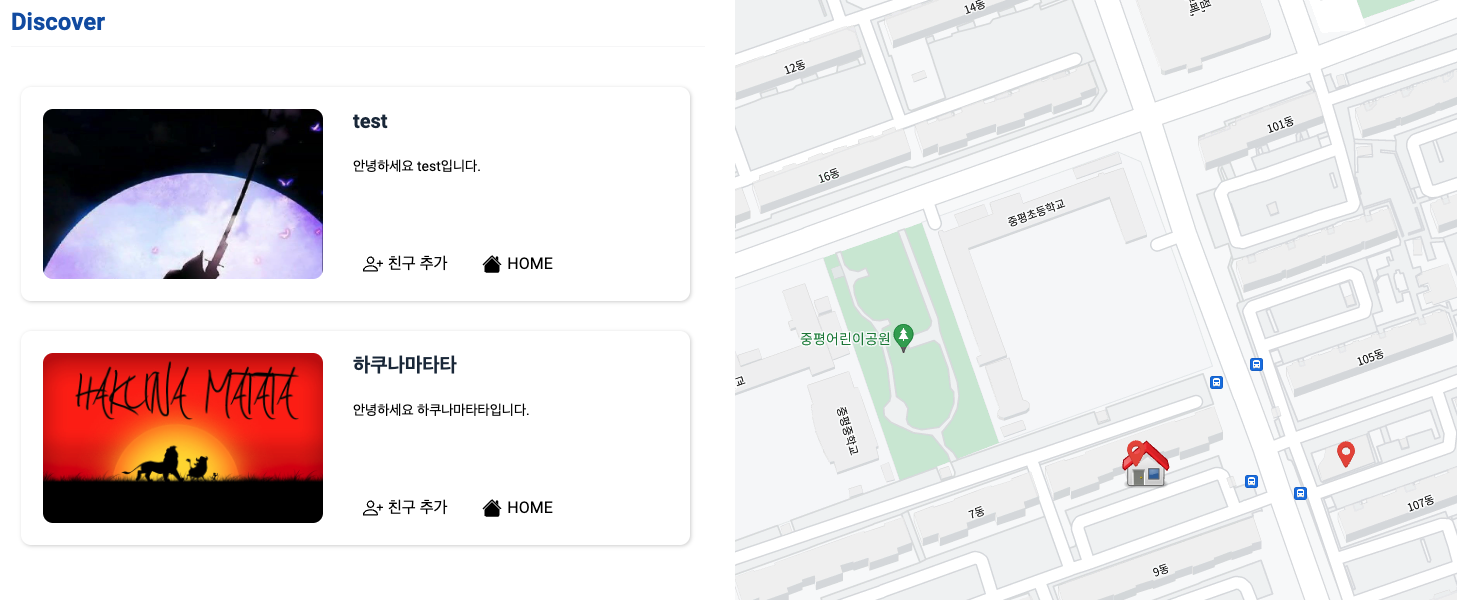 Discover
test
안녕하세요 test입니다.
친구 추가
HOME
HAKUNA MATATA
하쿠나마타타
안녕하세요 하쿠나마타타입니다.
친구 추가
HOME
14동
12동
101동
16동
중평초등학교
중평어린이공원
105동
교
중평중학교
7동
107동
9동